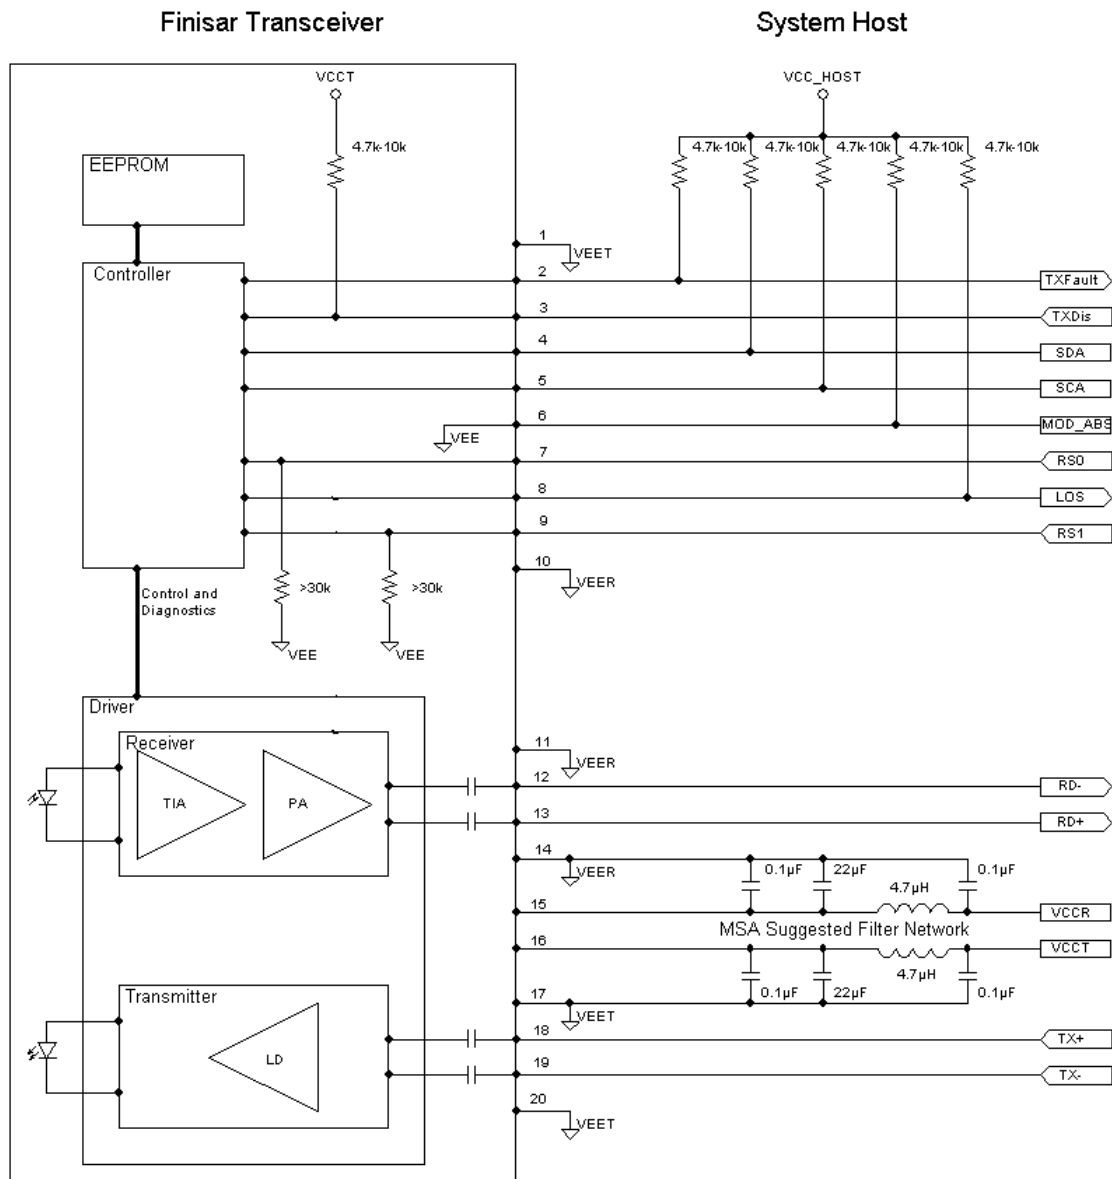 Finisar Transceiver
System Host
VCCT
VCC_HOST
4.7k-10k
4.7k-10k
4.7k-10k
4.7k-10k
4.7k-10k
4.7k-10k
EEPROM
Controller
1
VEET
2
TXFault
3
TXDis
4
SDA
5
SCA
6
VEE
MOD_ABS
7
RS0
8
LOS
9
RS1
10
VEER
Control and
Diagnostics
>30k
>30k
VEE
VEE
Driver
Receiver
TIA
PA
11
VEER
12
RD-
13
RD+
14
VEER
0.1µF
22µF
4.7µH
0.1µF
15
VCCR
MSA Suggested Filter Network
16
VCCT
4.7µH
17
VEET
0.1µF
22µF
0.1µF
Transmitter
LD
18
TX+
19
TX-
20
VEET